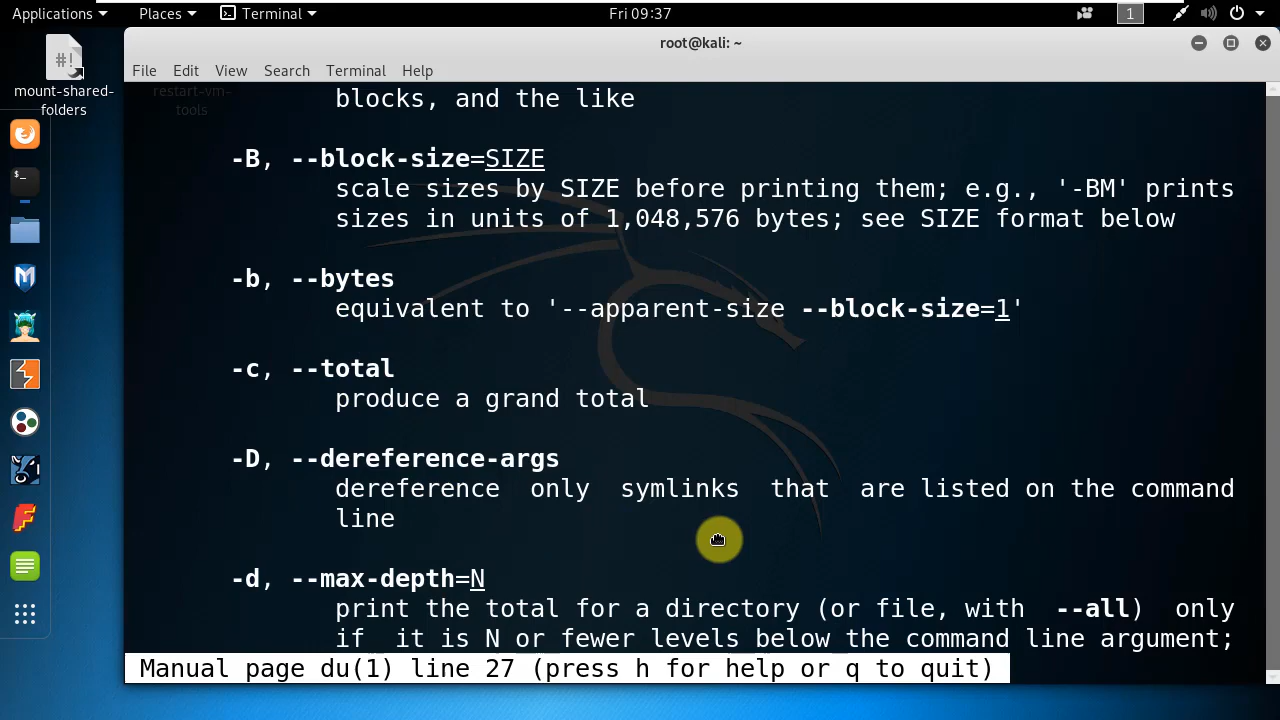 Applications Places Terminal Fri 09:37 1
root@kali: ~
File Edit View Search Terminal Help
#!
mount-shared-
folders
restart-vm-
tools
blocks, and the like
-B, --block-size=SIZE
scale sizes by SIZE before printing them; e.g., '-BM' prints
sizes in units of 1,048,576 bytes; see SIZE format below
-b, --bytes
equivalent to '--apparent-size --block-size=1'
-c, --total
produce a grand total
-D, --dereference-args
dereference only symlinks that are listed on the command
line
-d, --max-depth=N
print the total for a directory (or file, with --all) only
if it is N or fewer levels below the command line argument;
Manual page du(1) line 27 (press h for help or q to quit)